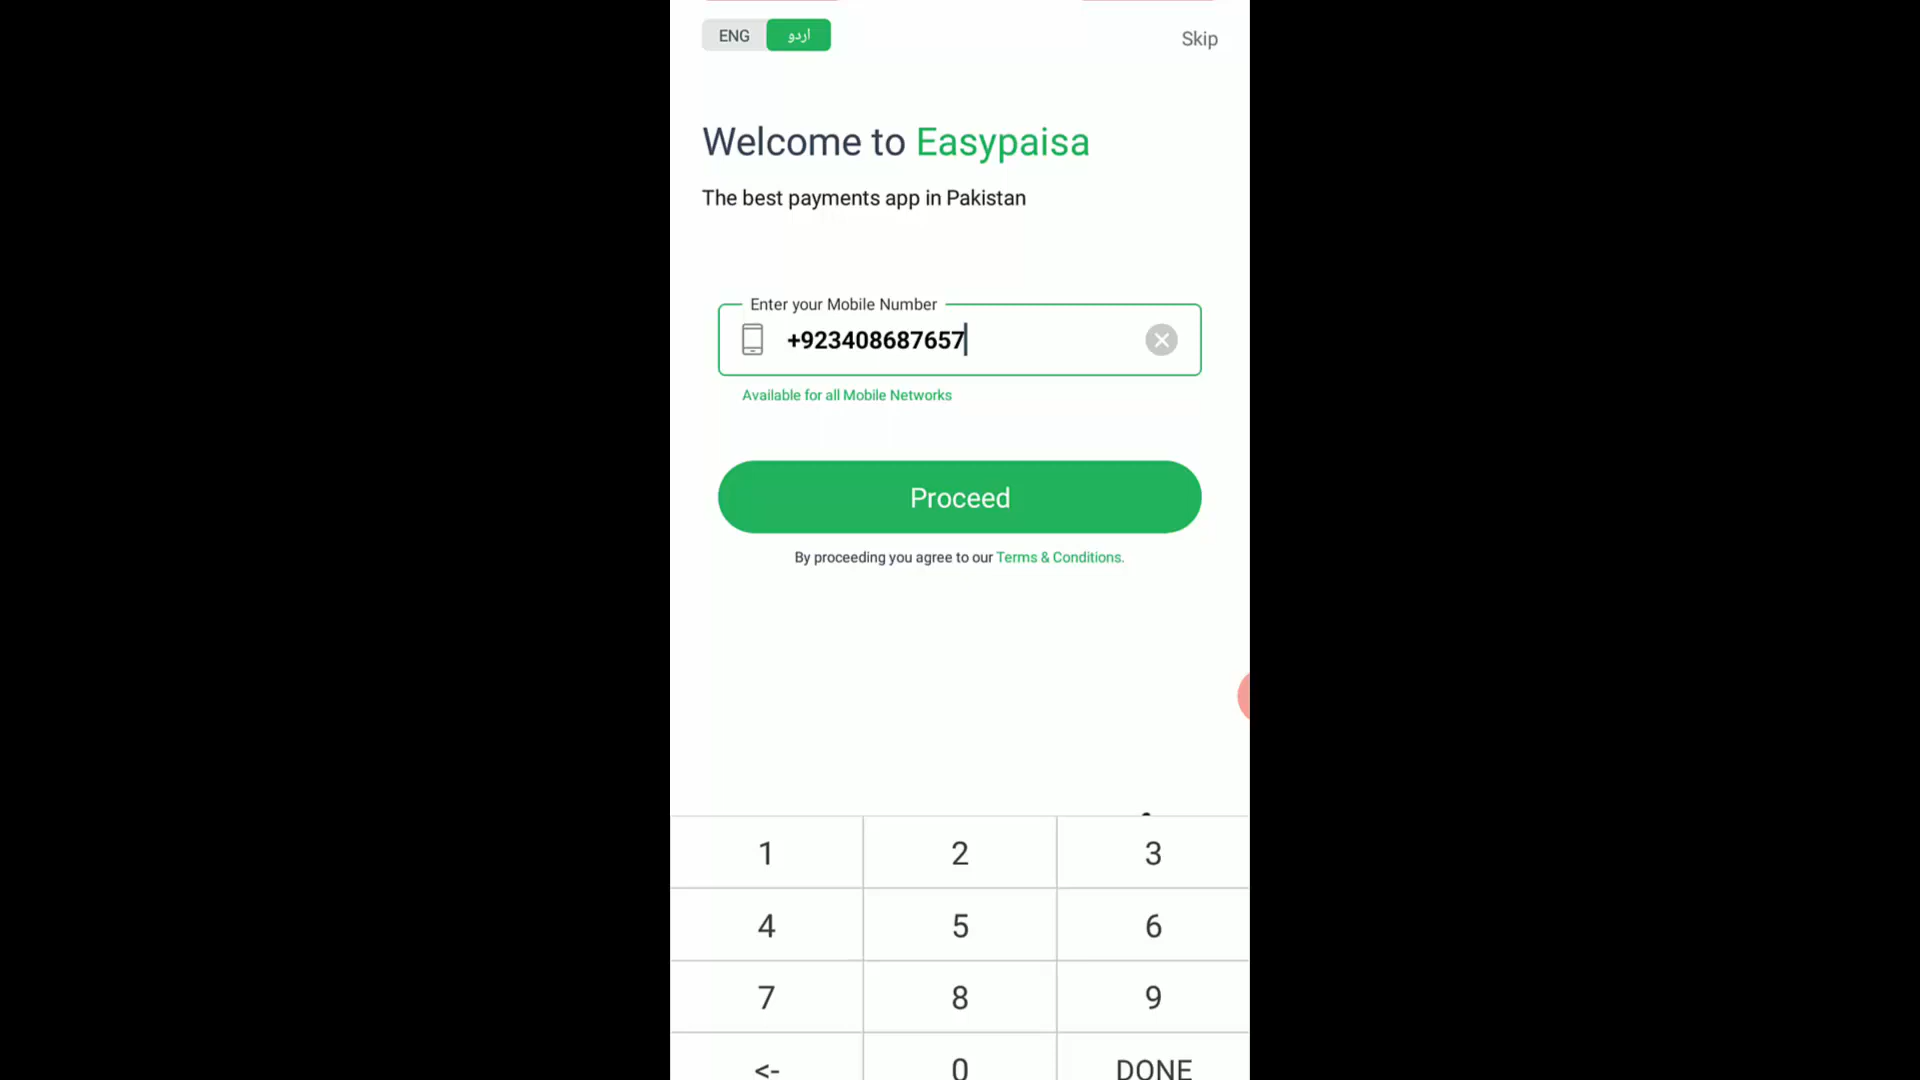 ENG
اردو
Skip
Welcome to Easypaisa
The best payments app in Pakistan
Enter your Mobile Number
+923408687657
Available for all Mobile Networks
Proceed
By proceeding you agree to our Terms & Conditions.
1 2 3
4 5 6
7 8 9
<- 0 DONE